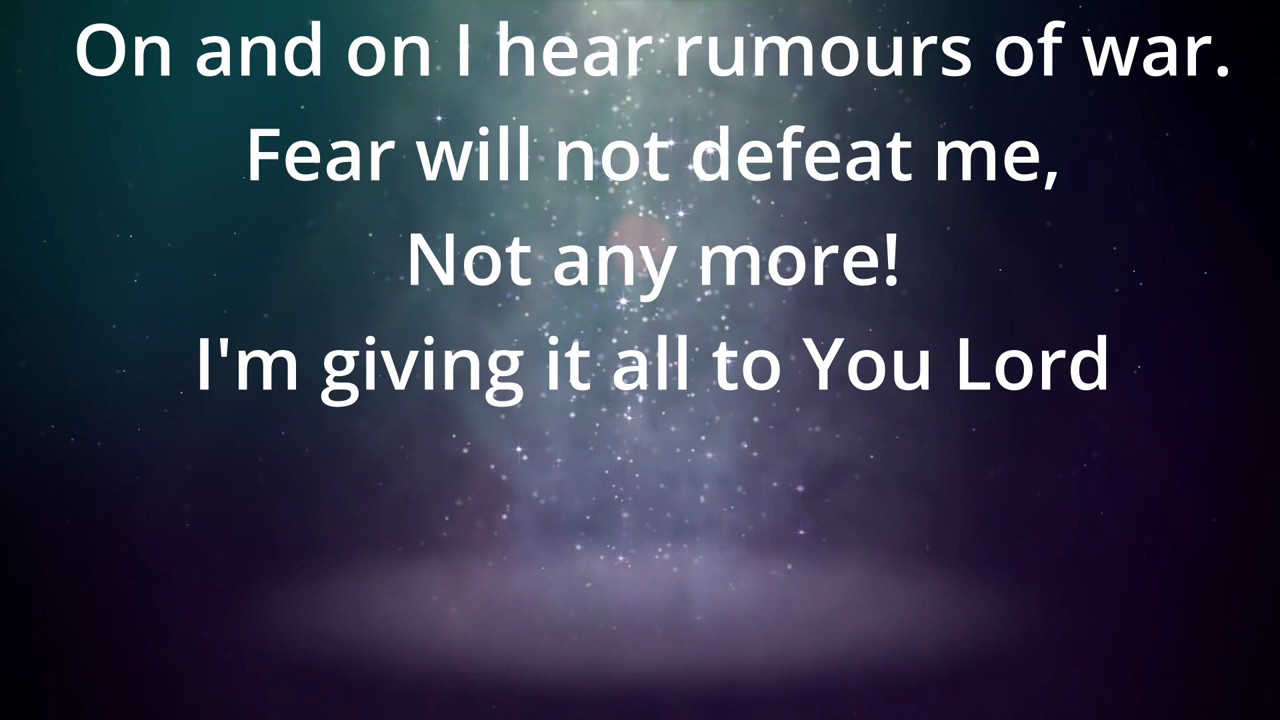 On and on I hear rumours of war.
Fear will not defeat me,
Not any more!
I'm giving it all to You Lord